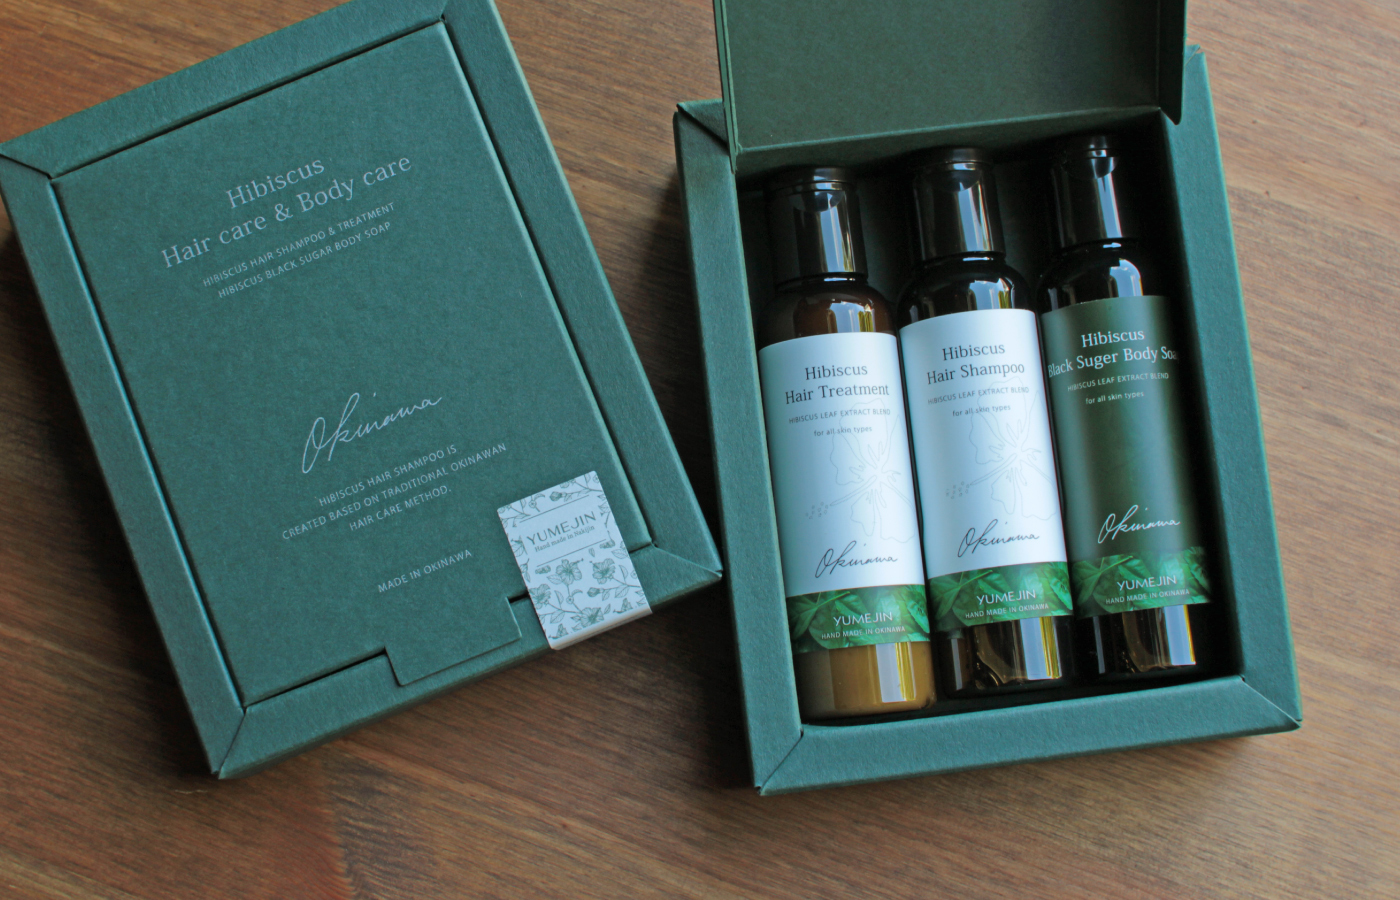 Hibiscus
Hair care & Body care
HIBISCUS HAIR SHAMPOO & TREATMENT
HIBISCUS BLACK SUGAR BODY SOAP
Okinawa
HIBISCUS HAIR SHAMPOO IS
CREATED BASED ON TRADITIONAL OKINAWAN
HAIR CARE METHOD.
MADE IN OKINAWA
YUMEJIN
Hand made in Nakijin
Hibiscus
Hair Treatment
HIBISCUS LEAF EXTRACT BLEND
for all skin types
Okinawa
YUMEJIN
HAND MADE IN OKINAWA
Hibiscus
Hair Shampoo
HIBISCUS LEAF EXTRACT BLEND
for all skin types
Okinawa
YUMEJIN
HAND MADE IN OKINAWA
Hibiscus
Black Suger Body Soa
HIBISCUS LEAF EXTRACT BLEND
for all skin types
Okinawa
YUMEJIN
HAND MADE IN OKINAWA